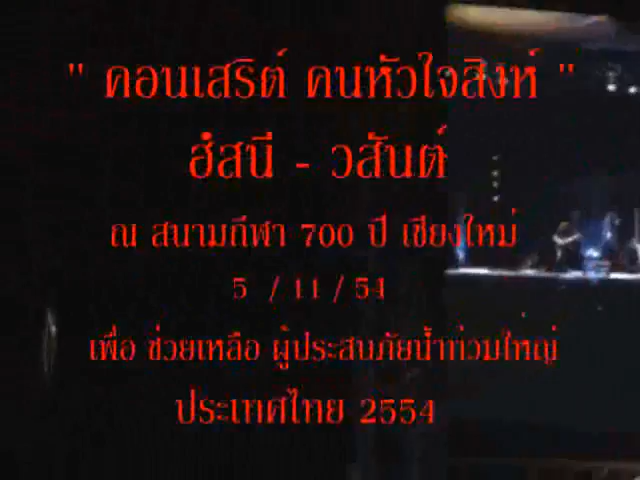 " คอนเสริต์ คนหัวใจสิงห์ "
ฮํสนี - วสันต์
ณ สนามกีฬา 700 ปี เชียงใหม่
5 / 11 / 54
เพื่อ ช่วยเหลือ ผู้ประสบภัยน้ำท่วมใหญ่
ประเทศไทย 2554